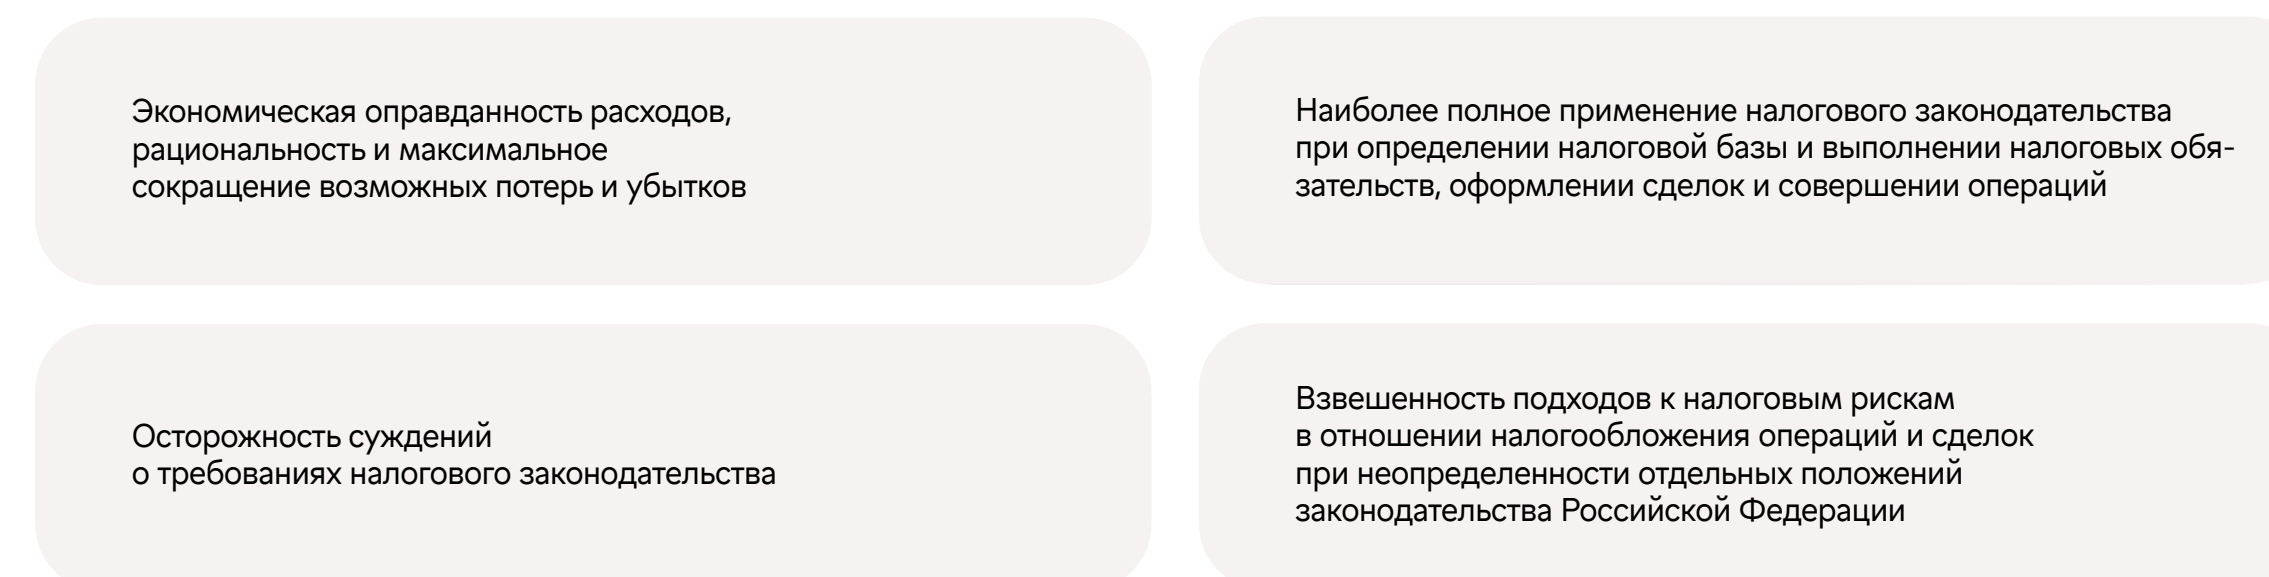 Экономическая оправданность расходов,
рациональность и максимальное
сокращение возможных потерь и убытков
Наиболее полное применение налогового законодательства
при определении налоговой базы и выполнении налоговых обя-
зательств, оформлении сделок и совершении операций
Осторожность суждений
о требованиях налогового законодательства
Взвешенность подходов к налоговым рискам
в отношении налогообложения операций и сделок
при неопределенности отдельных положений
законодательства Российской Федерации